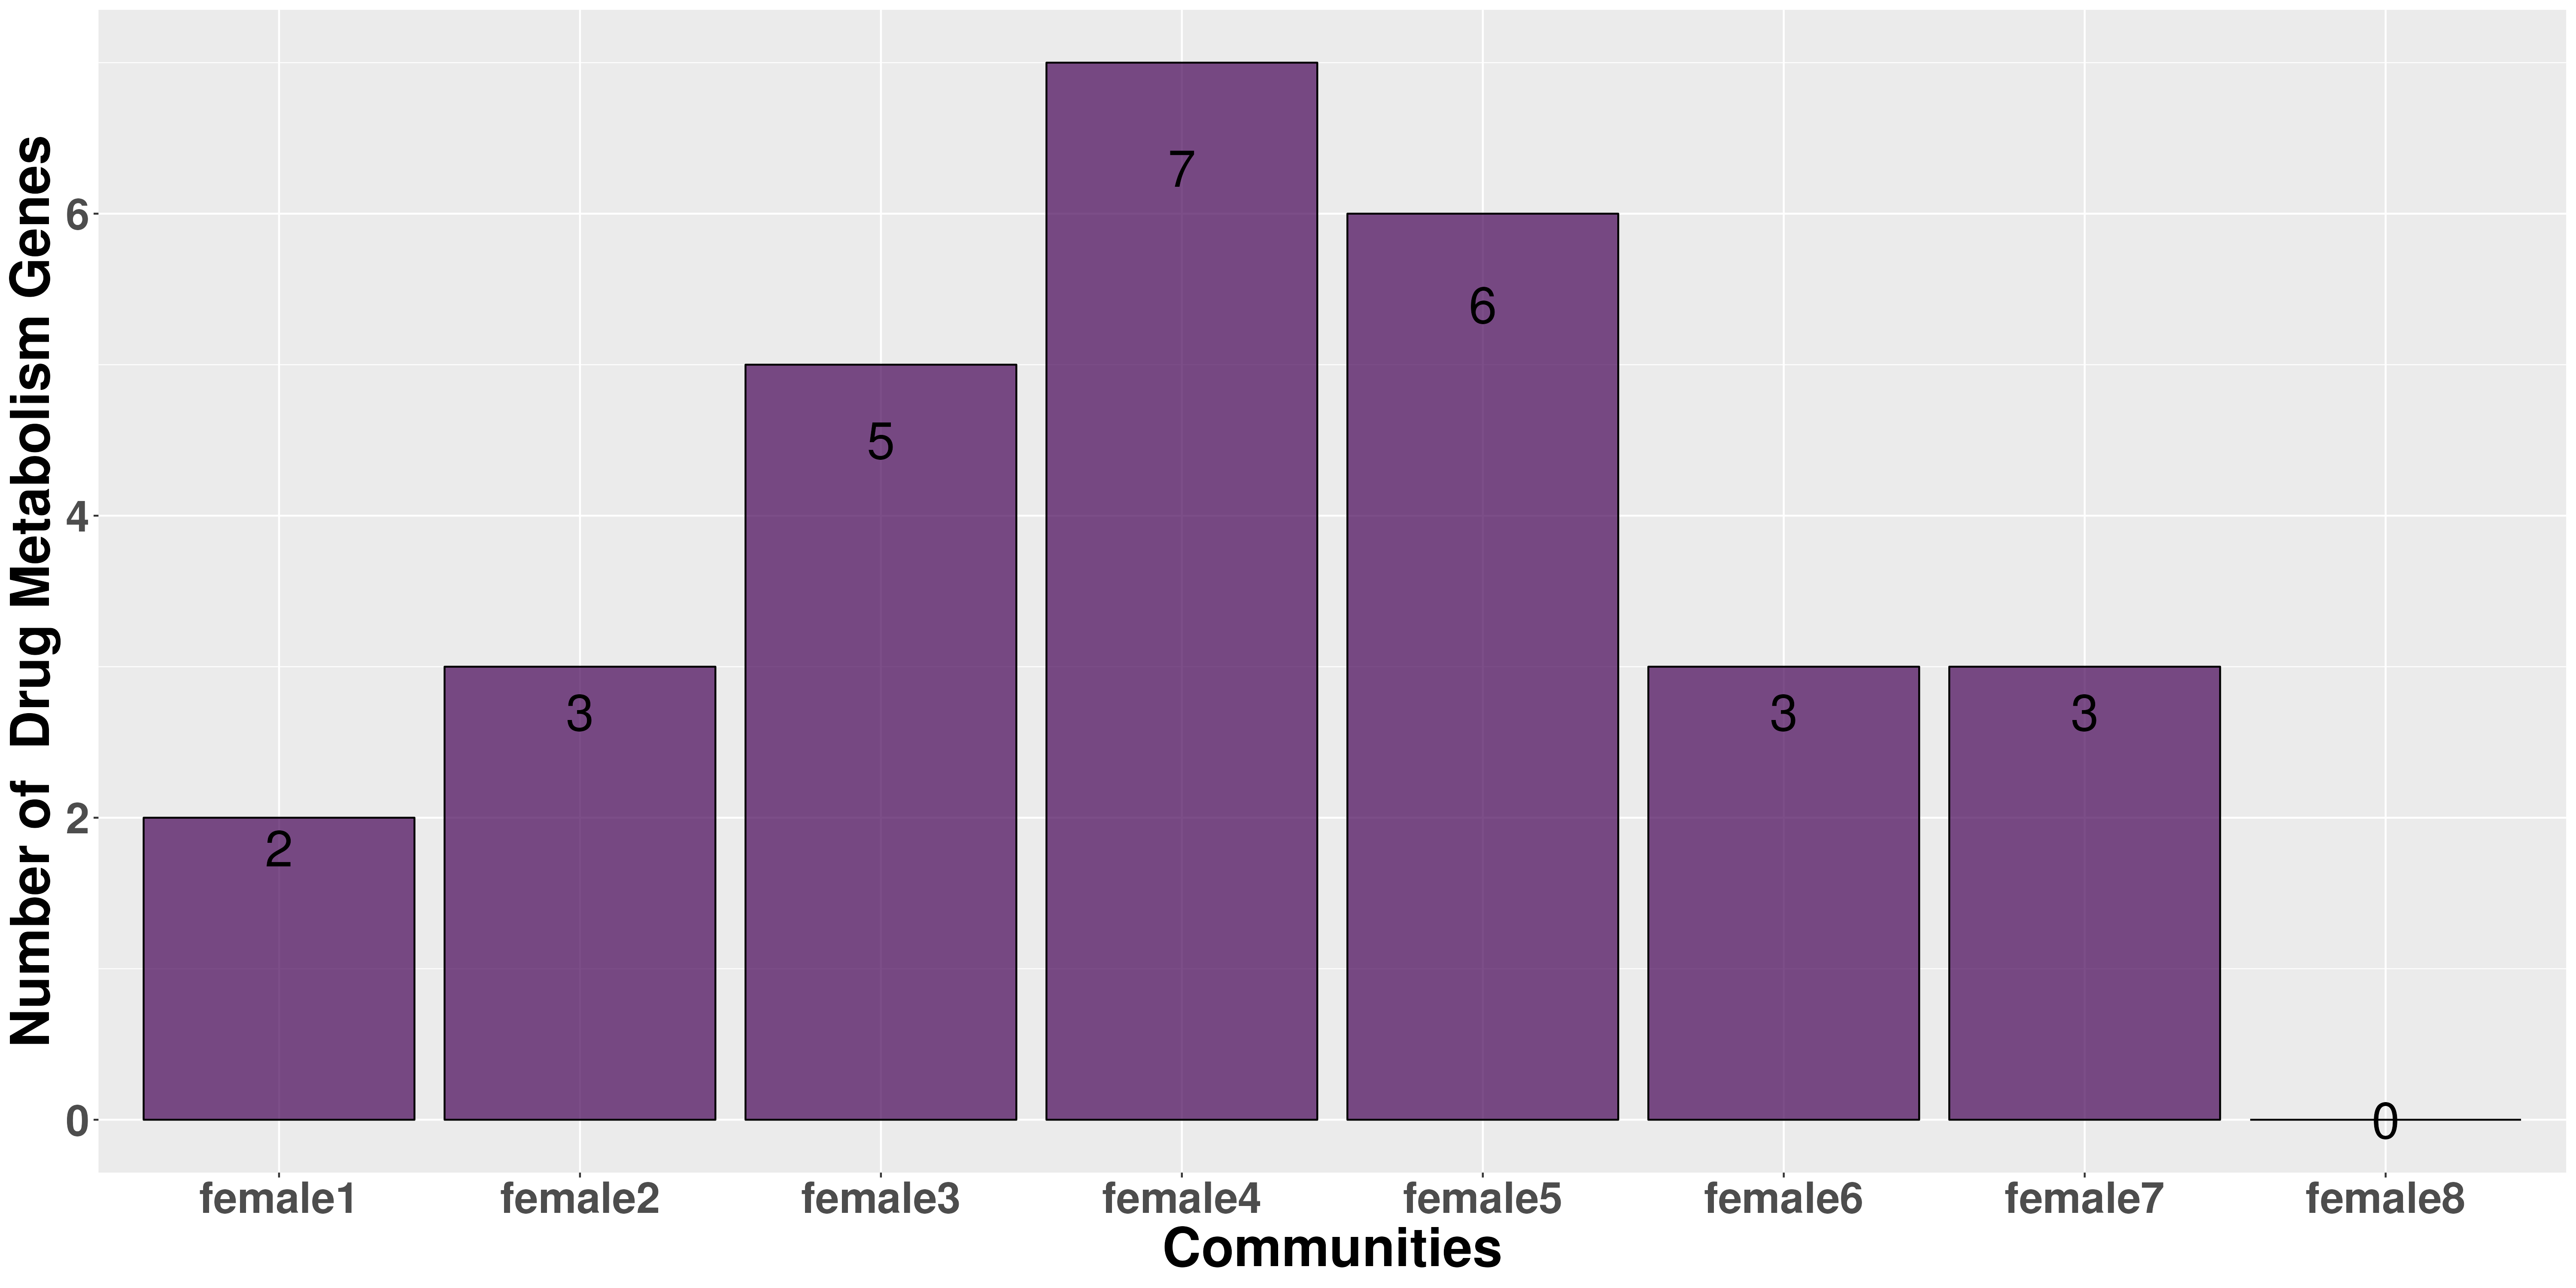 Number of  Drug Metabolism Genes
6
4
2
0
2
3
5
7
6
3
3
0
female1
female2
female3
female4
female5
female6
female7
female8
Communities